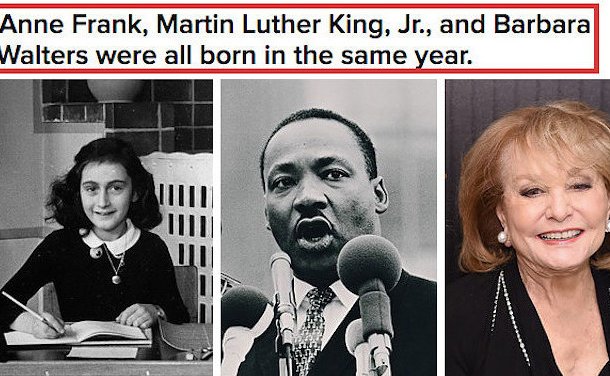 Anne Frank, Martin Luther King, Jr., and Barbara
Walters were all born in the same year.